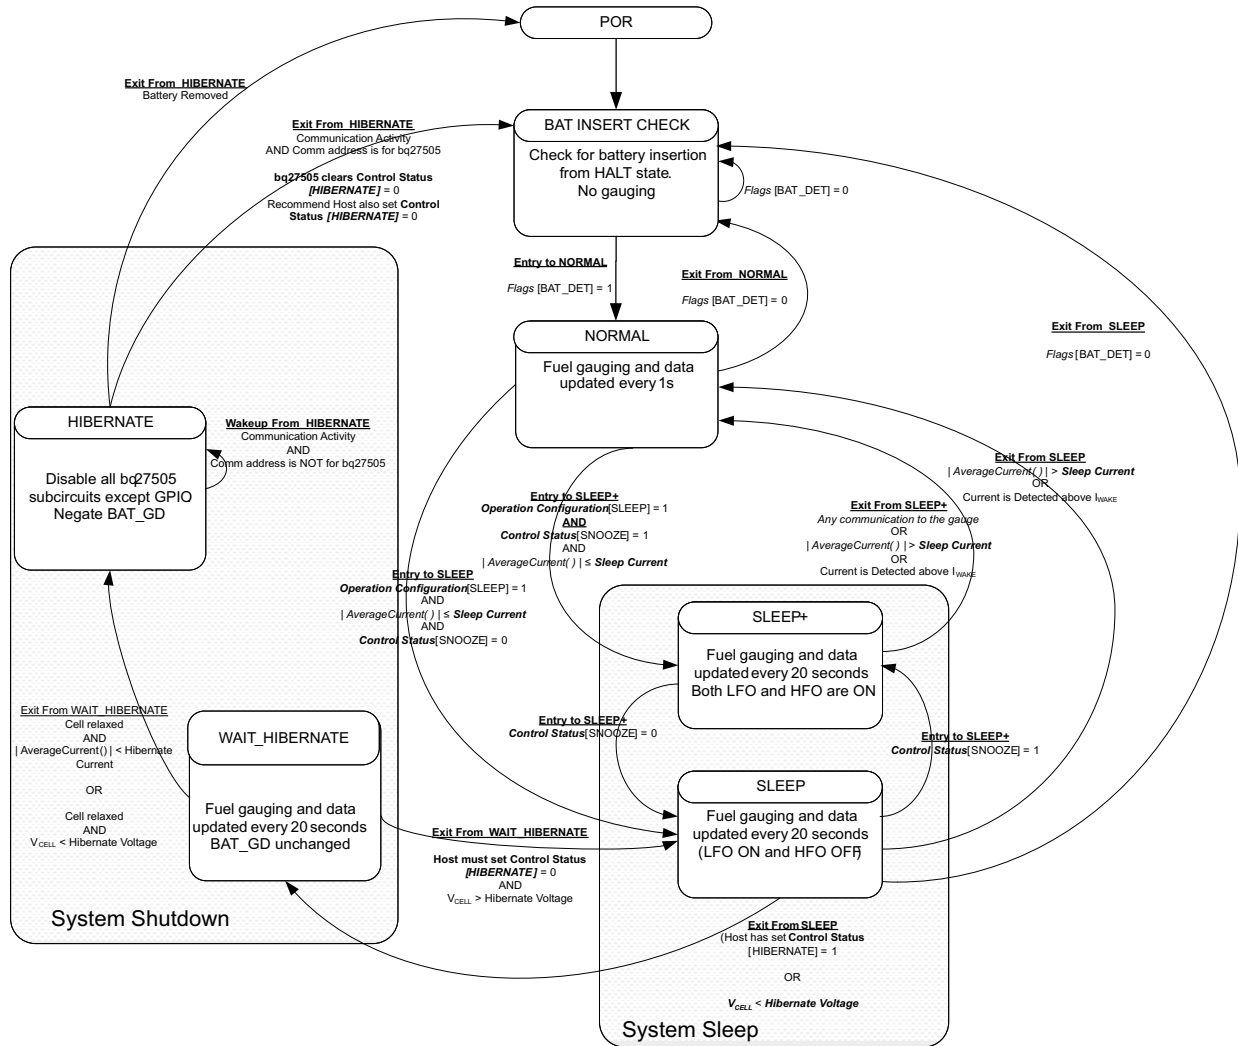 POR
Exit From HIBERNATE
Battery Removed
Exit From HIBERNATE
Communication Activity
AND Comm address is for bq27505
bq27505 clears Control Status
[HIBERNATE] = 0
Recommend Host also set Control
Status [HIBERNATE] = 0
BAT INSERT CHECK
Check for battery insertion
from HALT state.
No gauging
Flags [BAT_DET] = 0
Entry to NORMAL
Flags [BAT_DET] = 1
Exit From NORMAL
Flags [BAT_DET] = 0
Exit From SLEEP
Flags [BAT_DET] = 0
NORMAL
Fuel gauging and data
updated every 1s
HIBERNATE
Disable all bq27505
subcircuits except GPIO
Negate BAT_GD
Wakeup From HIBERNATE
Communication Activity
AND
Comm address is NOT for bq27505
Exit From SLEEP
| AverageCurrent( ) | > Sleep Current
OR
Current is Detected above IWAKE
Entry to SLEEP+
Operation Configuration[SLEEP] = 1
AND
Control Status[SNOOZE] = 1
AND
| AverageCurrent( ) | ≤ Sleep Current
Exit From SLEEP+
Any communication to the gauge
OR
| AverageCurrent( ) | > Sleep Current
OR
Current is Detected above IWAKE
Entry to SLEEP
Operation Configuration[SLEEP] = 1
AND
| AverageCurrent( ) | ≤ Sleep Current
AND
Control Status[SNOOZE] = 0
SLEEP+
Fuel gauging and data
updated every 20 seconds
Both LFO and HFO are ON
Entry to SLEEP+
Control Status[SNOOZE] = 0
Entry to SLEEP+
Control Status[SNOOZE] = 1
Exit From WAIT_HIBERNATE
Cell relaxed
AND
| AverageCurrent() | < Hibernate
Current
OR
Cell relaxed
AND
VCELL < Hibernate Voltage
WAIT_HIBERNATE
Fuel gauging and data
updated every 20 seconds
BAT_GD unchanged
SLEEP
Fuel gauging and data
updated every 20 seconds
(LFO ON and HFO OFF)
Exit From WAIT_HIBERNATE
Host must set Control Status
[HIBERNATE] = 0
AND
VCELL > Hibernate Voltage
System Shutdown
Exit From SLEEP
(Host has set Control Status
[HIBERNATE] = 1
OR
VCELL < Hibernate Voltage
System Sleep